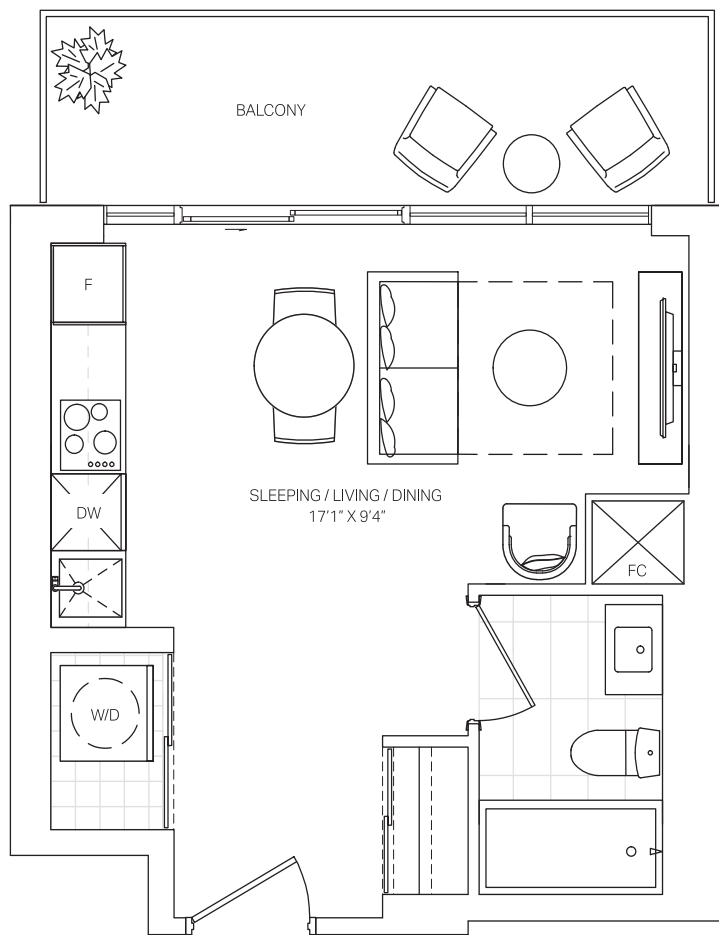 BALCONY
F
SLEEPING / LIVING / DINING
17'1" X 9'4"
DW
FC
W/D